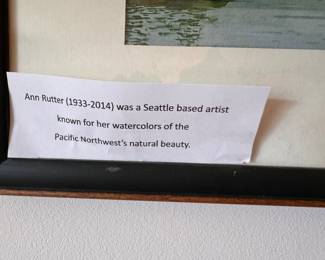 Ann Rutter (1933-2014) was a Seattle based artist
known for her watercolors of the
Pacific Northwest's natural beauty.